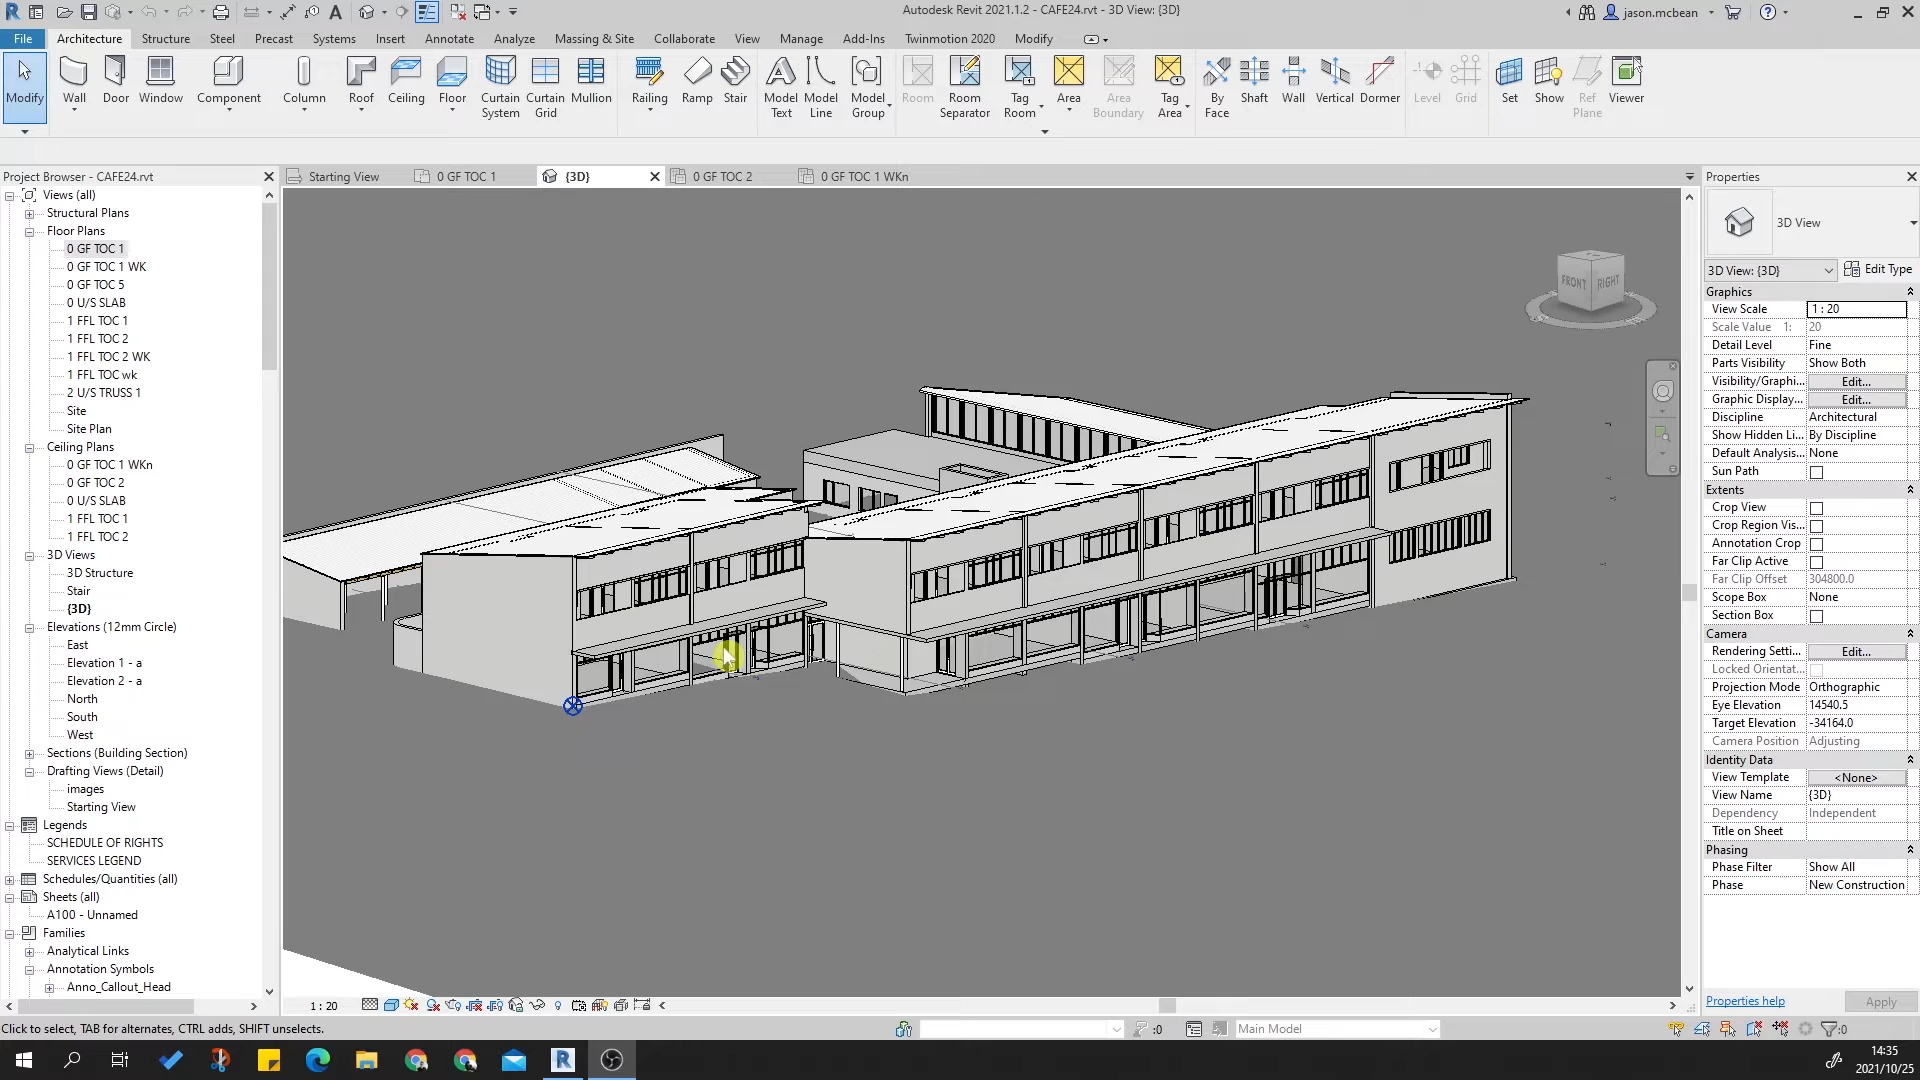 Autodesk Revit 2021.1.2 - CAFE24.rvt - 3D View: {3D}
jason.mcbean
File Architecture Structure Steel Precast Systems Insert Annotate Analyze Massing & Site Collaborate View Manage Add-Ins Twinmotion 2020 Modify
Modify Wall Door Window Component Column Roof Ceiling Floor Curtain System Curtain Grid Mullion Railing Ramp Stair Model Text Model Line Model Group Room Room Separator Tag Room Area Area Boundary Tag Area By Face Shaft Wall Vertical Dormer Level Grid Set Show Ref Plane Viewer
Project Browser - CAFE24.rvt
Starting View
0 GF TOC 1
{3D}
0 GF TOC 2
0 GF TOC 1 WKn
Views (all)
Structural Plans
Floor Plans
0 GF TOC 1
0 GF TOC 1 WK
0 GF TOC 5
0 U/S SLAB
1 FFL TOC 1
1 FFL TOC 2
1 FFL TOC 2 WK
1 FFL TOC wk
2 U/S TRUSS 1
Site
Site Plan
Ceiling Plans
0 GF TOC 1 WKn
0 GF TOC 2
0 U/S SLAB
1 FFL TOC 1
1 FFL TOC 2
3D Views
3D Structure
Stair
{3D}
Elevations (12mm Circle)
East
Elevation 1 - a
Elevation 2 - a
North
South
West
Sections (Building Section)
Drafting Views (Detail)
images
Starting View
Legends
SCHEDULE OF RIGHTS
SERVICES LEGEND
Schedules/Quantities (all)
Sheets (all)
A100 - Unnamed
Families
Analytical Links
Annotation Symbols
Anno_Callout_Head
FRONT
RIGHT
Properties
3D View
3D View: {3D} Edit Type
Graphics
View Scale 1 : 20
Scale Value 1: 20
Detail Level Fine
Parts Visibility Show Both
Visibility/Graphi... Edit...
Graphic Display... Edit...
Discipline Architectural
Show Hidden Li... By Discipline
Default Analysis... None
Sun Path
Extents
Crop View
Crop Region Vis...
Annotation Crop
Far Clip Active
Far Clip Offset 304800.0
Scope Box None
Section Box
Camera
Rendering Setti... Edit...
Locked Orientat...
Projection Mode Orthographic
Eye Elevation 14540.5
Target Elevation -34164.0
Camera Position Adjusting
Identity Data
View Template <None>
View Name {3D}
Dependency Independent
Title on Sheet
Phasing
Phase Filter Show All
Phase New Construction
Properties help Apply
1 : 20
Click to select, TAB for alternates, CTRL adds, SHIFT unselects.
:0
Main Model
:0
14:35
2021/10/25